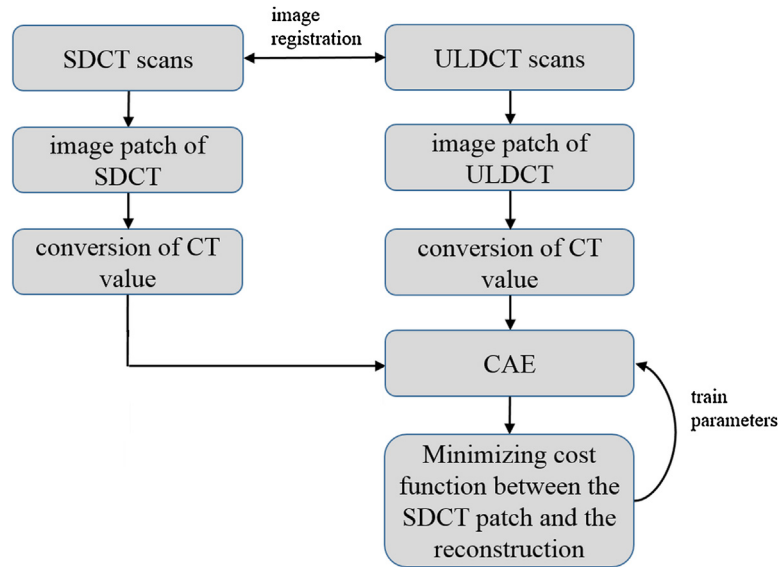 image
registration
SDCT scans
ULDCT scans
image patch of
SDCT
image patch of
ULDCT
conversion of CT
value
conversion of CT
value
CAE
train
parameters
Minimizing cost
function between the
SDCT patch and the
reconstruction